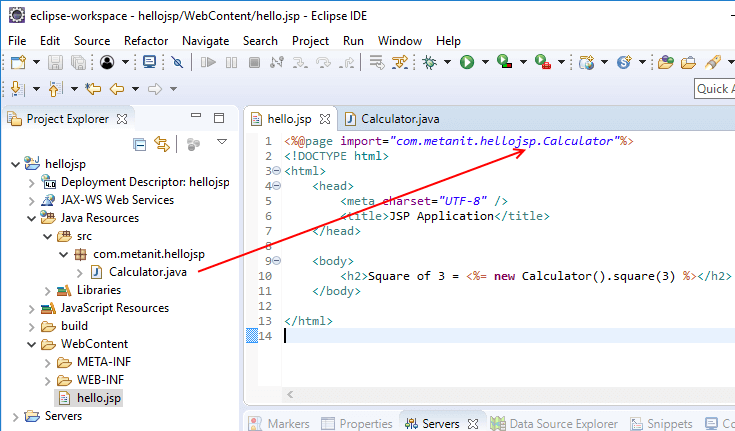 eclipse-workspace - hellojsp/WebContent/hello.jsp - Eclipse IDE
File Edit Source Refactor Navigate Search Project Run Window Help
Quick A
Project Explorer
hellojsp
Deployment Descriptor: hellojsp
JAX-WS Web Services
Java Resources
src
com.metanit.hellojsp
Calculator.java
Libraries
JavaScript Resources
build
WebContent
META-INF
WEB-INF
hello.jsp
Servers
hello.jsp Calculator.java
1 <%@page import="com.metanit.hellojsp.Calculator"%>
2 <!DOCTYPE html>
3 <html>
4 <head>
5 <meta charset="UTF-8" />
6 <title>JSP Application</title>
7 </head>
8
9 <body>
10 <h2>Square of 3 = <%= new Calculator().square(3) %></h2>
11 </body>
12
13 </html>
14
Markers Properties Servers Data Source Explorer Snippets Co